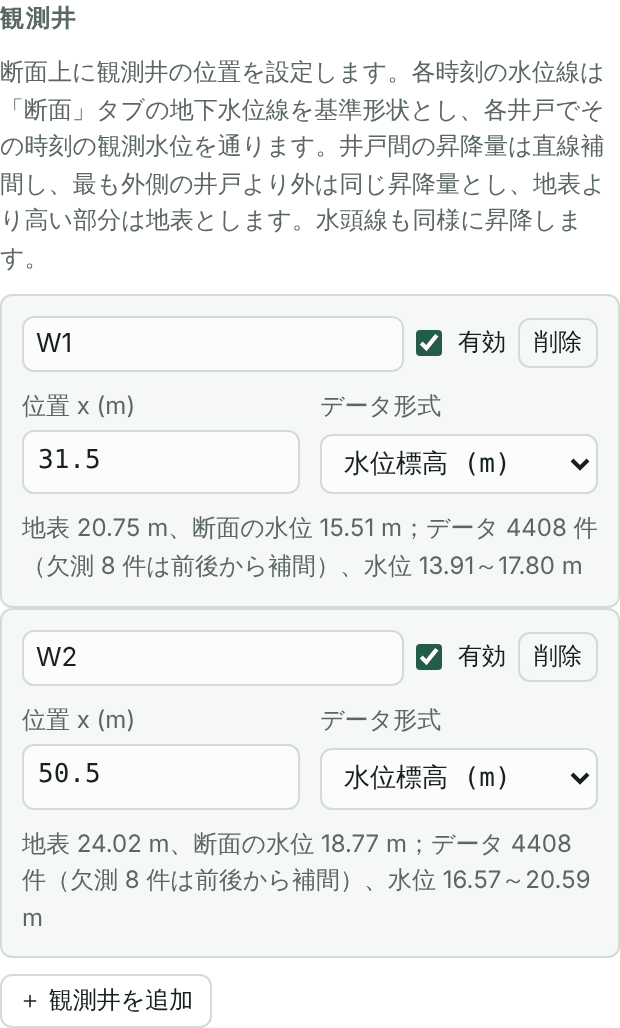 観測井
断面上に観測井の位置を設定します。各時刻の水位線は
「断面」タブの地下水位線を基準形状とし、各井戸でそ
の時刻の観測水位を通ります。井戸間の昇降量は直線補
間し、最も外側の井戸より外は同じ昇降量とし、地表よ
り高い部分は地表とします。水頭線も同様に昇降しま
す。
W1 有効 削除
位置 x (m) データ形式
31.5 水位標高 (m)
地表 20.75 m、断面の水位 15.51 m；データ 4408 件
（欠測 8 件は前後から補間）、水位 13.91～17.80 m
W2 有効 削除
位置 x (m) データ形式
50.5 水位標高 (m)
地表 24.02 m、断面の水位 18.77 m；データ 4408
件（欠測 8 件は前後から補間）、水位 16.57～20.59
m
＋ 観測井を追加